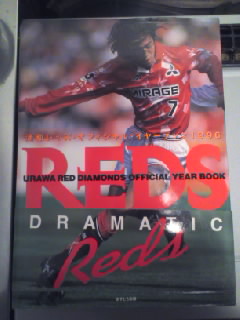 MIRAGE
7
REDS
URAWA RED DIAMONDS OFFICIAL YEAR BOOK
DRAMATIC
Reds